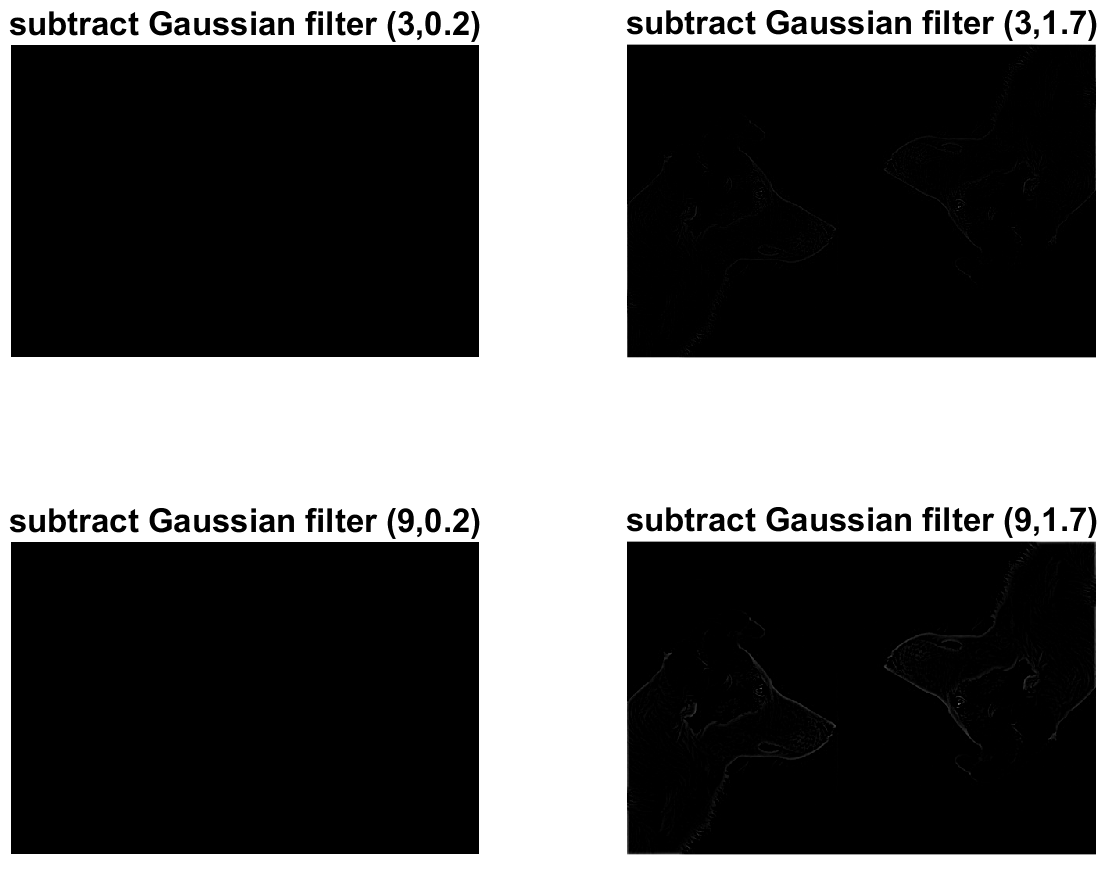 subtract Gaussian filter (3,0.2)
subtract Gaussian filter (3,1.7)
subtract Gaussian filter (9,0.2)
subtract Gaussian filter (9,1.7)